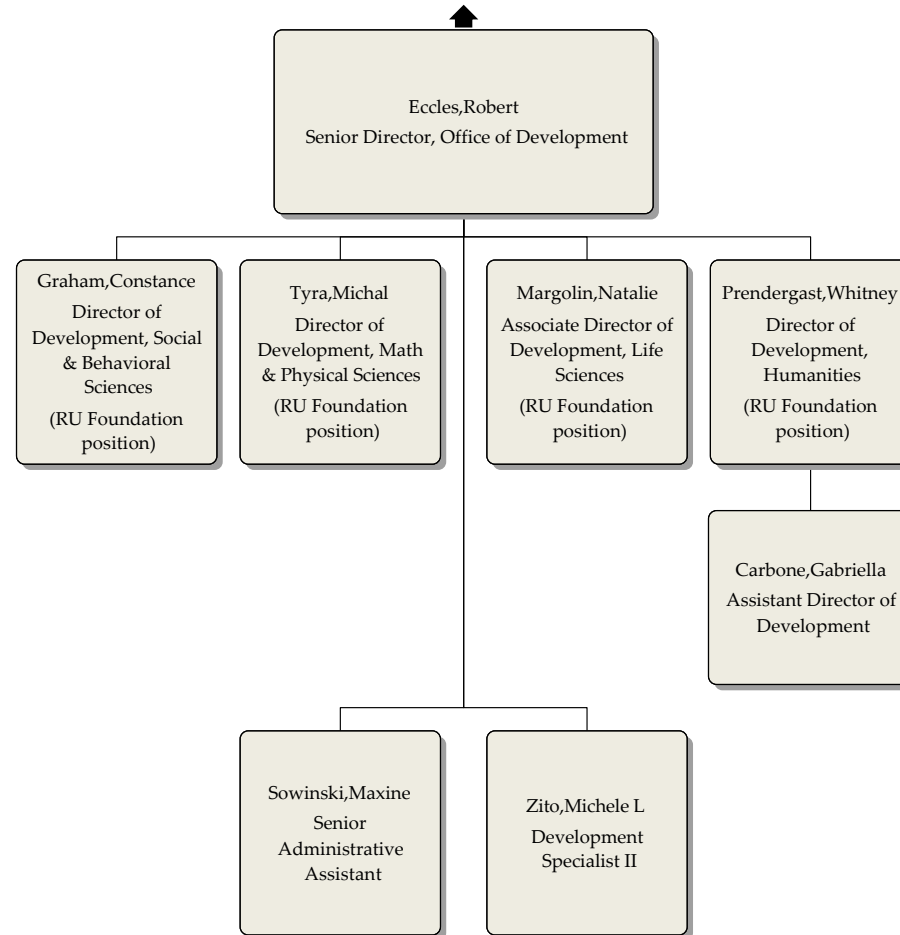 Eccles,Robert
Senior Director, Office of Development
Graham,Constance
Director of
Development, Social
& Behavioral
Sciences
(RU Foundation
position)
Tyra,Michal
Director of
Development, Math
& Physical Sciences
(RU Foundation
position)
Margolin,Natalie
Associate Director of
Development, Life
Sciences
(RU Foundation
position)
Prendergast,Whitney
Director of
Development,
Humanities
(RU Foundation
position)
Carbone,Gabriella
Assistant Director of
Development
Sowinski,Maxine
Senior
Administrative
Assistant
Zito,Michele L
Development
Specialist II